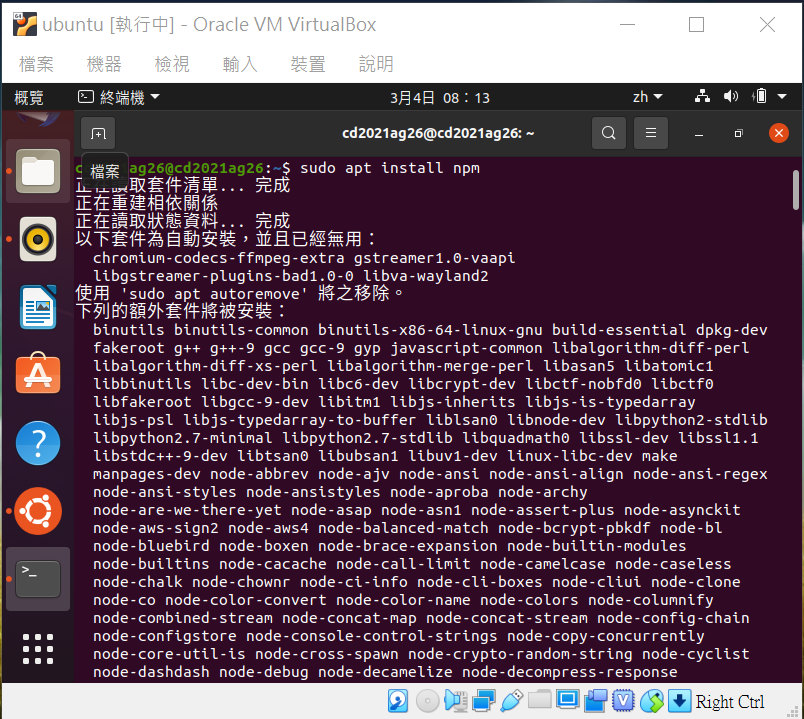 ubuntu [執行中] - Oracle VM VirtualBox
檔案 機器 檢視 輸入 裝置 說明
概覽 終端機 3月4日 08：13 zh
cd2021ag26@cd2021ag26: ~
檔案
ag26@cd2021ag26:~$ sudo apt install npm
正在讀取套件清單... 完成
正在重建相依關係
正在讀取狀態資料... 完成
以下套件為自動安裝，並且已經無用：
chromium-codecs-ffmpeg-extra gstreamer1.0-vaapi
libgstreamer-plugins-bad1.0-0 libva-wayland2
使用 'sudo apt autoremove' 將之移除。
下列的額外套件將被安裝：
binutils binutils-common binutils-x86-64-linux-gnu build-essential dpkg-dev
fakeroot g++ g++-9 gcc gcc-9 gyp javascript-common libalgorithm-diff-perl
libalgorithm-diff-xs-perl libalgorithm-merge-perl libasan5 libatomic1
libbinutils libc-dev-bin libc6-dev libcrypt-dev libctf-nobfd0 libctf0
libfakeroot libgcc-9-dev libitm1 libjs-inherits libjs-is-typedarray
libjs-psl libjs-typedarray-to-buffer liblsan0 libnode-dev libpython2-stdlib
libpython2.7-minimal libpython2.7-stdlib libquadmath0 libssl-dev libssl1.1
libstdc++-9-dev libtsan0 libubsan1 libuv1-dev linux-libc-dev make
manpages-dev node-abbrev node-ajv node-ansi node-ansi-align node-ansi-regex
node-ansi-styles node-ansistyles node-aproba node-archy
node-are-we-there-yet node-asap node-asn1 node-assert-plus node-asynckit
node-aws-sign2 node-aws4 node-balanced-match node-bcrypt-pbkdf node-bl
node-bluebird node-boxen node-brace-expansion node-builtin-modules
node-builtins node-cacache node-call-limit node-camelcase node-caseless
node-chalk node-chownr node-ci-info node-cli-boxes node-cliui node-clone
node-co node-color-convert node-color-name node-colors node-columnify
node-combined-stream node-concat-map node-concat-stream node-config-chain
node-configstore node-console-control-strings node-copy-concurrently
node-core-util-is node-cross-spawn node-crypto-random-string node-cyclist
node-dashdash node-debug node-decamelize node-decompress-response
Right Ctrl